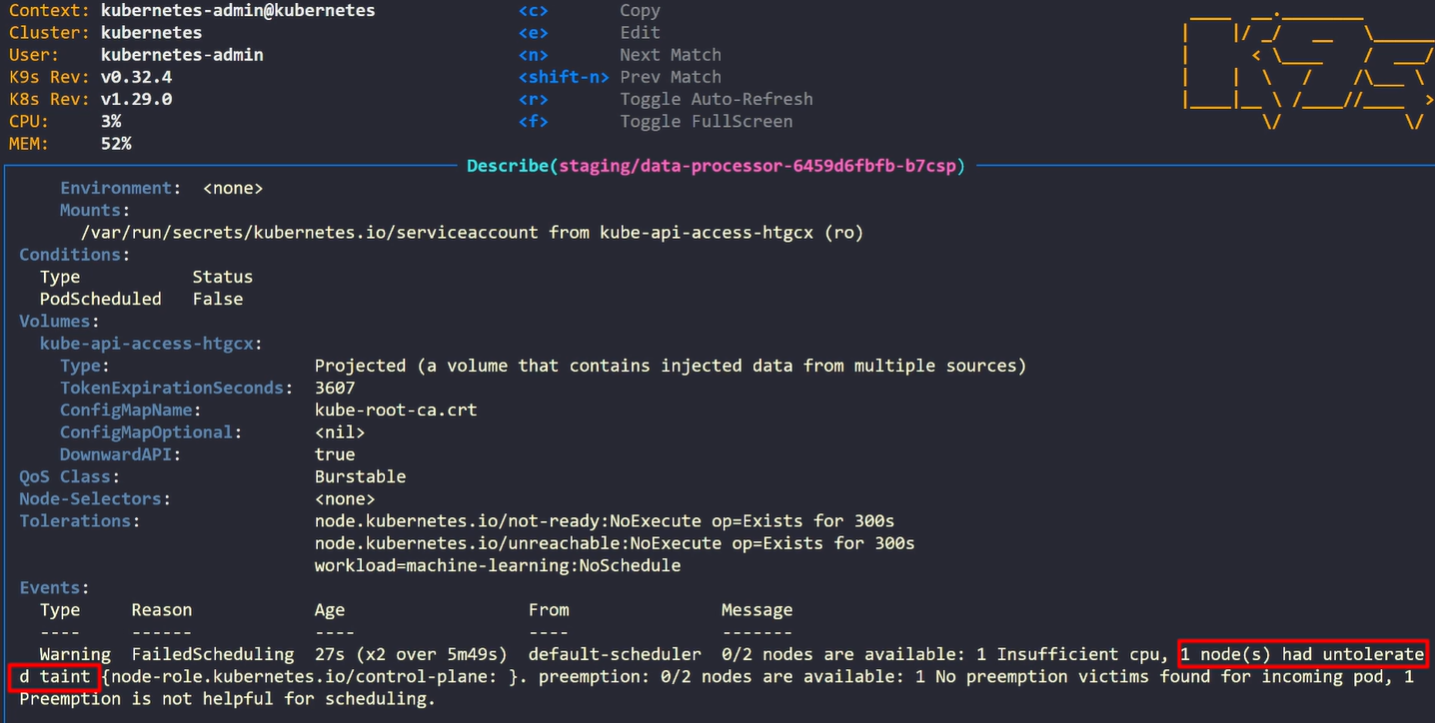 Context: kubernetes-admin@kubernetes <c> Copy
Cluster: kubernetes <e> Edit
User: kubernetes-admin <n> Next Match
K9s Rev: v0.32.4 <shift-n> Prev Match
K8s Rev: v1.29.0 <r> Toggle Auto-Refresh
CPU: 3% <f> Toggle FullScreen
MEM: 52%
Describe(staging/data-processor-6459d6fbfb-b7csp)
Environment: <none>
Mounts:
/var/run/secrets/kubernetes.io/serviceaccount from kube-api-access-htgcx (ro)
Conditions:
Type Status
PodScheduled False
Volumes:
kube-api-access-htgcx:
Type: Projected (a volume that contains injected data from multiple sources)
TokenExpirationSeconds: 3607
ConfigMapName: kube-root-ca.crt
ConfigMapOptional: <nil>
DownwardAPI: true
QoS Class: Burstable
Node-Selectors: <none>
Tolerations: node.kubernetes.io/not-ready:NoExecute op=Exists for 300s
node.kubernetes.io/unreachable:NoExecute op=Exists for 300s
workload=machine-learning:NoSchedule
Events:
Type Reason Age From Message
---- ------ ---- ---- -------
Warning FailedScheduling 27s (x2 over 5m49s) default-scheduler 0/2 nodes are available: 1 Insufficient cpu, 1 node(s) had untolerate
d taint {node-role.kubernetes.io/control-plane: }. preemption: 0/2 nodes are available: 1 No preemption victims found for incoming pod, 1
Preemption is not helpful for scheduling.